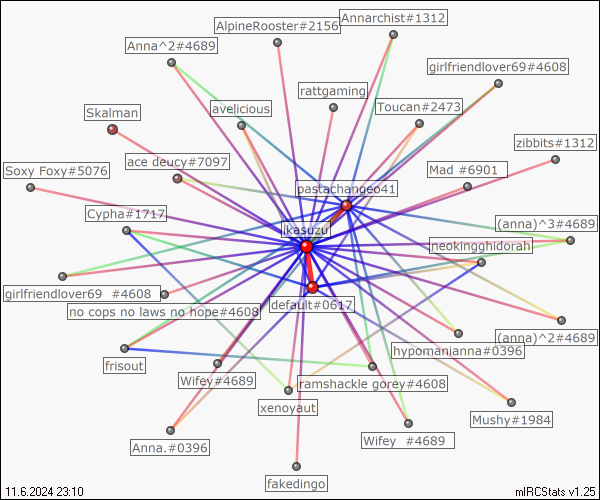 AlpineRooster#2156
Annarchist#1312
Anna^2#4689
girlfriendlover69#4608
rattgaming
avelicious
Toucan#2473
Skalman
zibbits#1312
ace deucy#7097
Mad #6901
Soxy Foxy#5076
pastachangeo41
Cypha#1717
(anna)^3#4689
ikasuzu
neokingghidorah
girlfriendlover69 #4608
default#0617
no cops no laws no hope#4608
(anna)^2#4689
hypomanianna#0396
frisout
Wifey#4689
ramshackle gorey#4608
xenoyaut
Mushy#1984
Anna.#0396
Wifey #4689
fakedingo
11.6.2024 23:10
mIRCStats v1.25